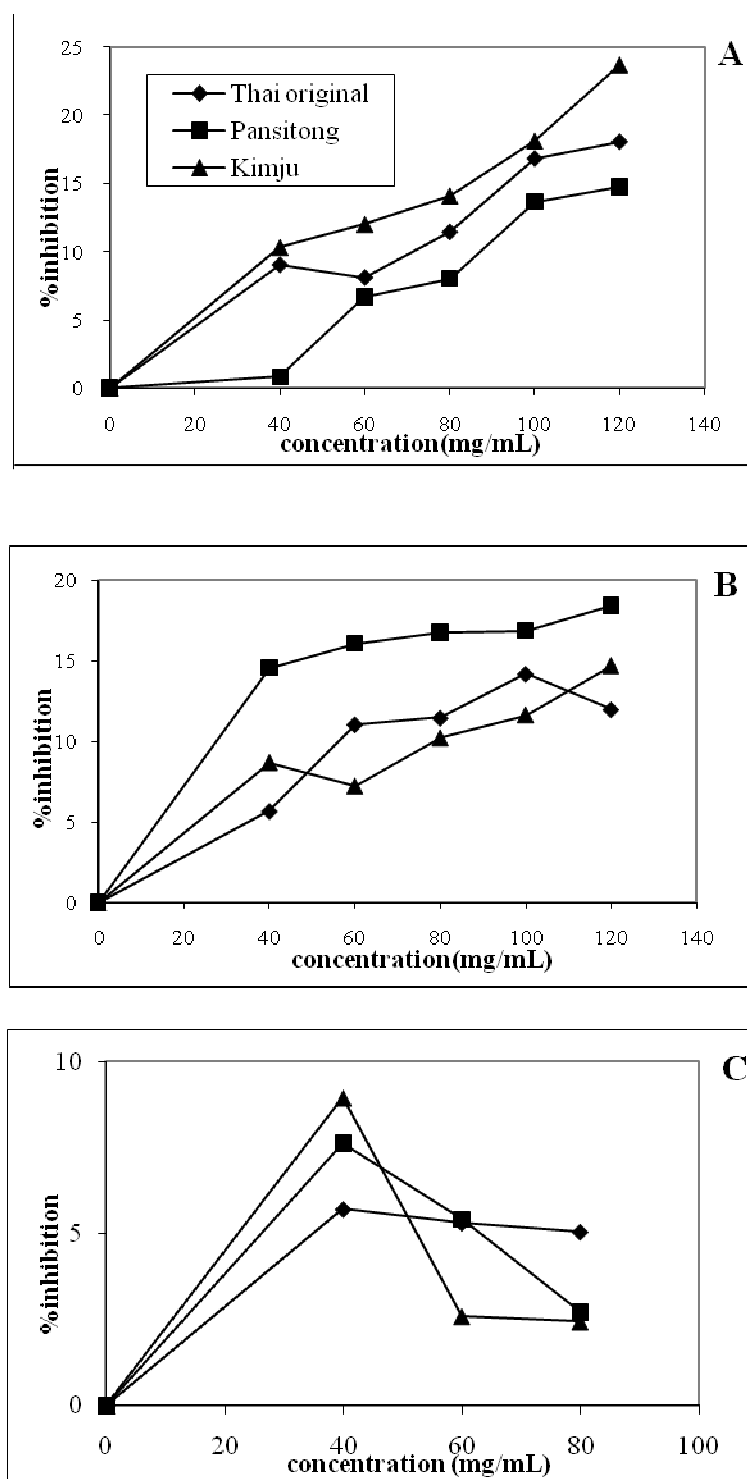 A
25
20
15
10
5
0
%inhibition
Thai original
Pansitong
Kimju
0 20 40 60 80 100 120 140
concentration(mg/mL)
B
20
15
10
5
0
%inhibition
0 20 40 60 80 100 120 140
concentration(mg/mL)
C
10
5
0
%inhibition
0 20 40 60 80 100
concentration (mg/mL)